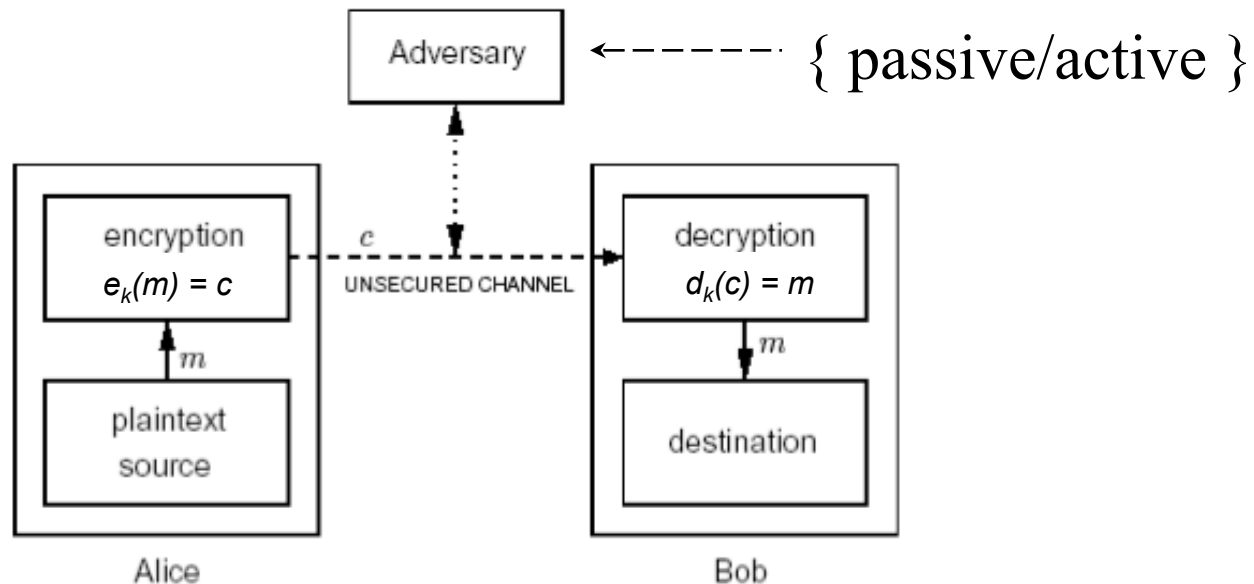 Adversary
{ passive/active }
encryption
e_k(m) = c
c
UNSECURED CHANNEL
decryption
d_k(c) = m
m
m
plaintext
source
destination
Alice
Bob